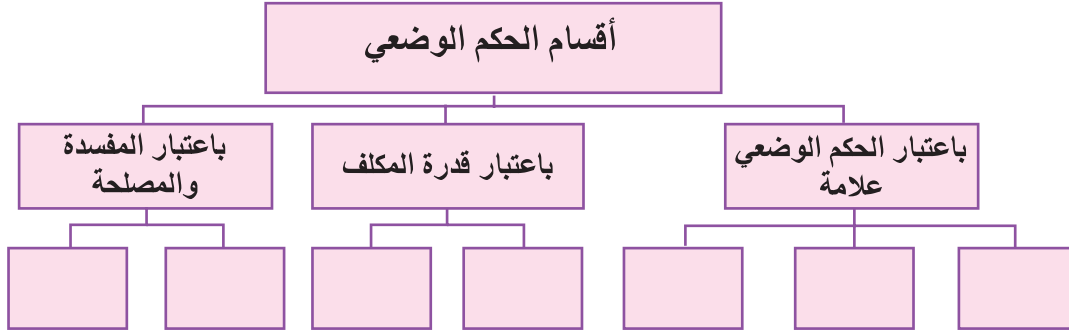 أقسام الحكم الوضعي
باعتبار الحكم الوضعي
علامة
باعتبار قدرة المكلف
باعتبار المفسدة
والمصلحة